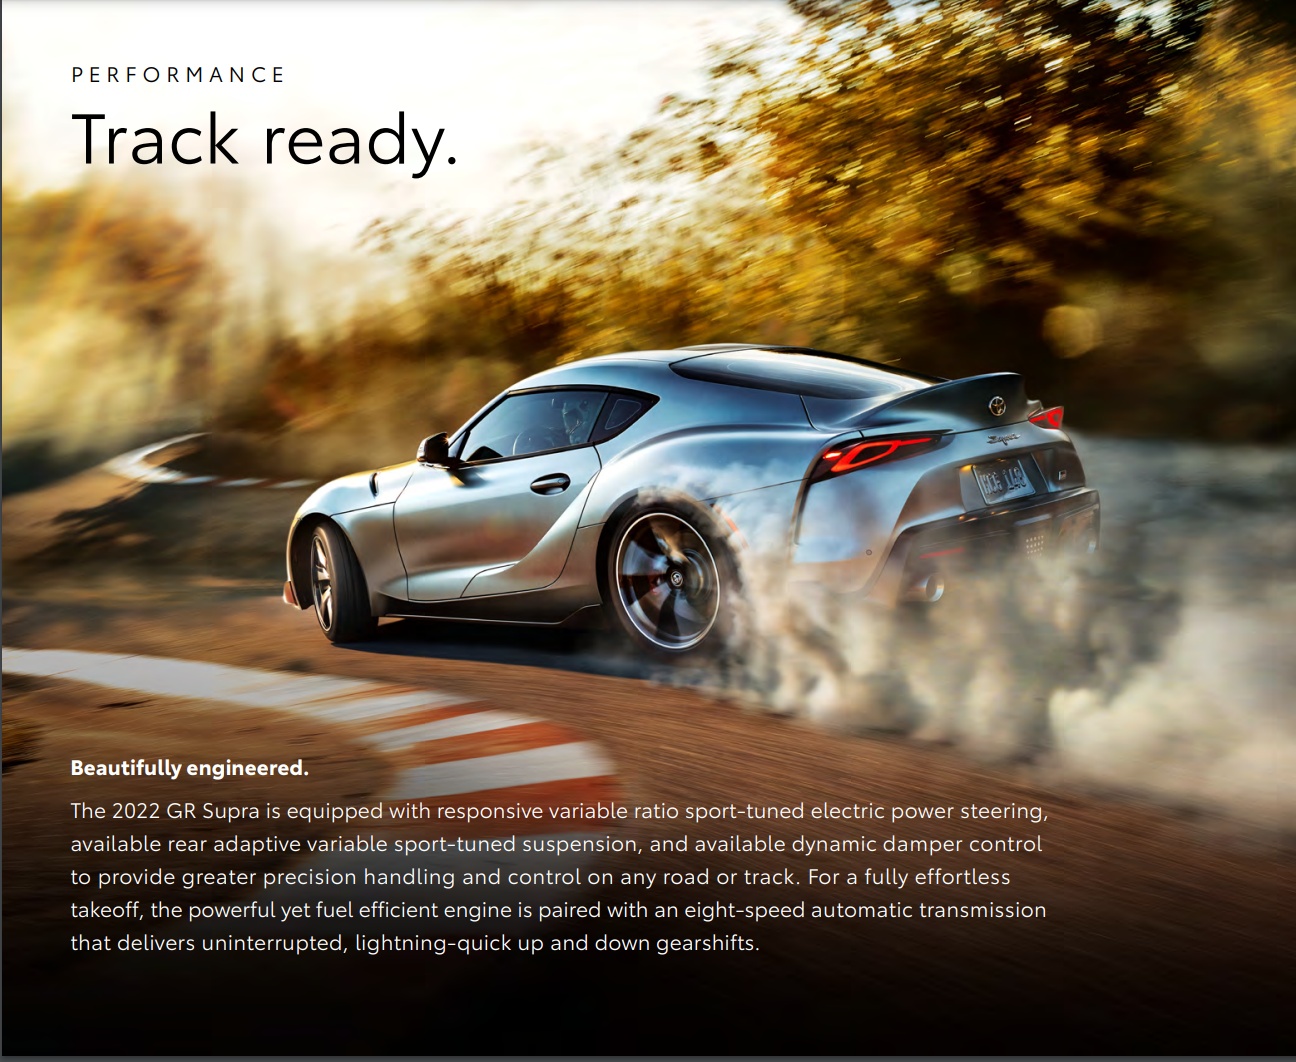 PERFORMANCE
Track ready.
Supra
Beautifully engineered.
The 2022 GR Supra is equipped with responsive variable ratio sport-tuned electric power steering,
available rear adaptive variable sport-tuned suspension, and available dynamic damper control
to provide greater precision handling and control on any road or track. For a fully effortless
takeoff, the powerful yet fuel efficient engine is paired with an eight-speed automatic transmission
that delivers uninterrupted, lightning-quick up and down gearshifts.